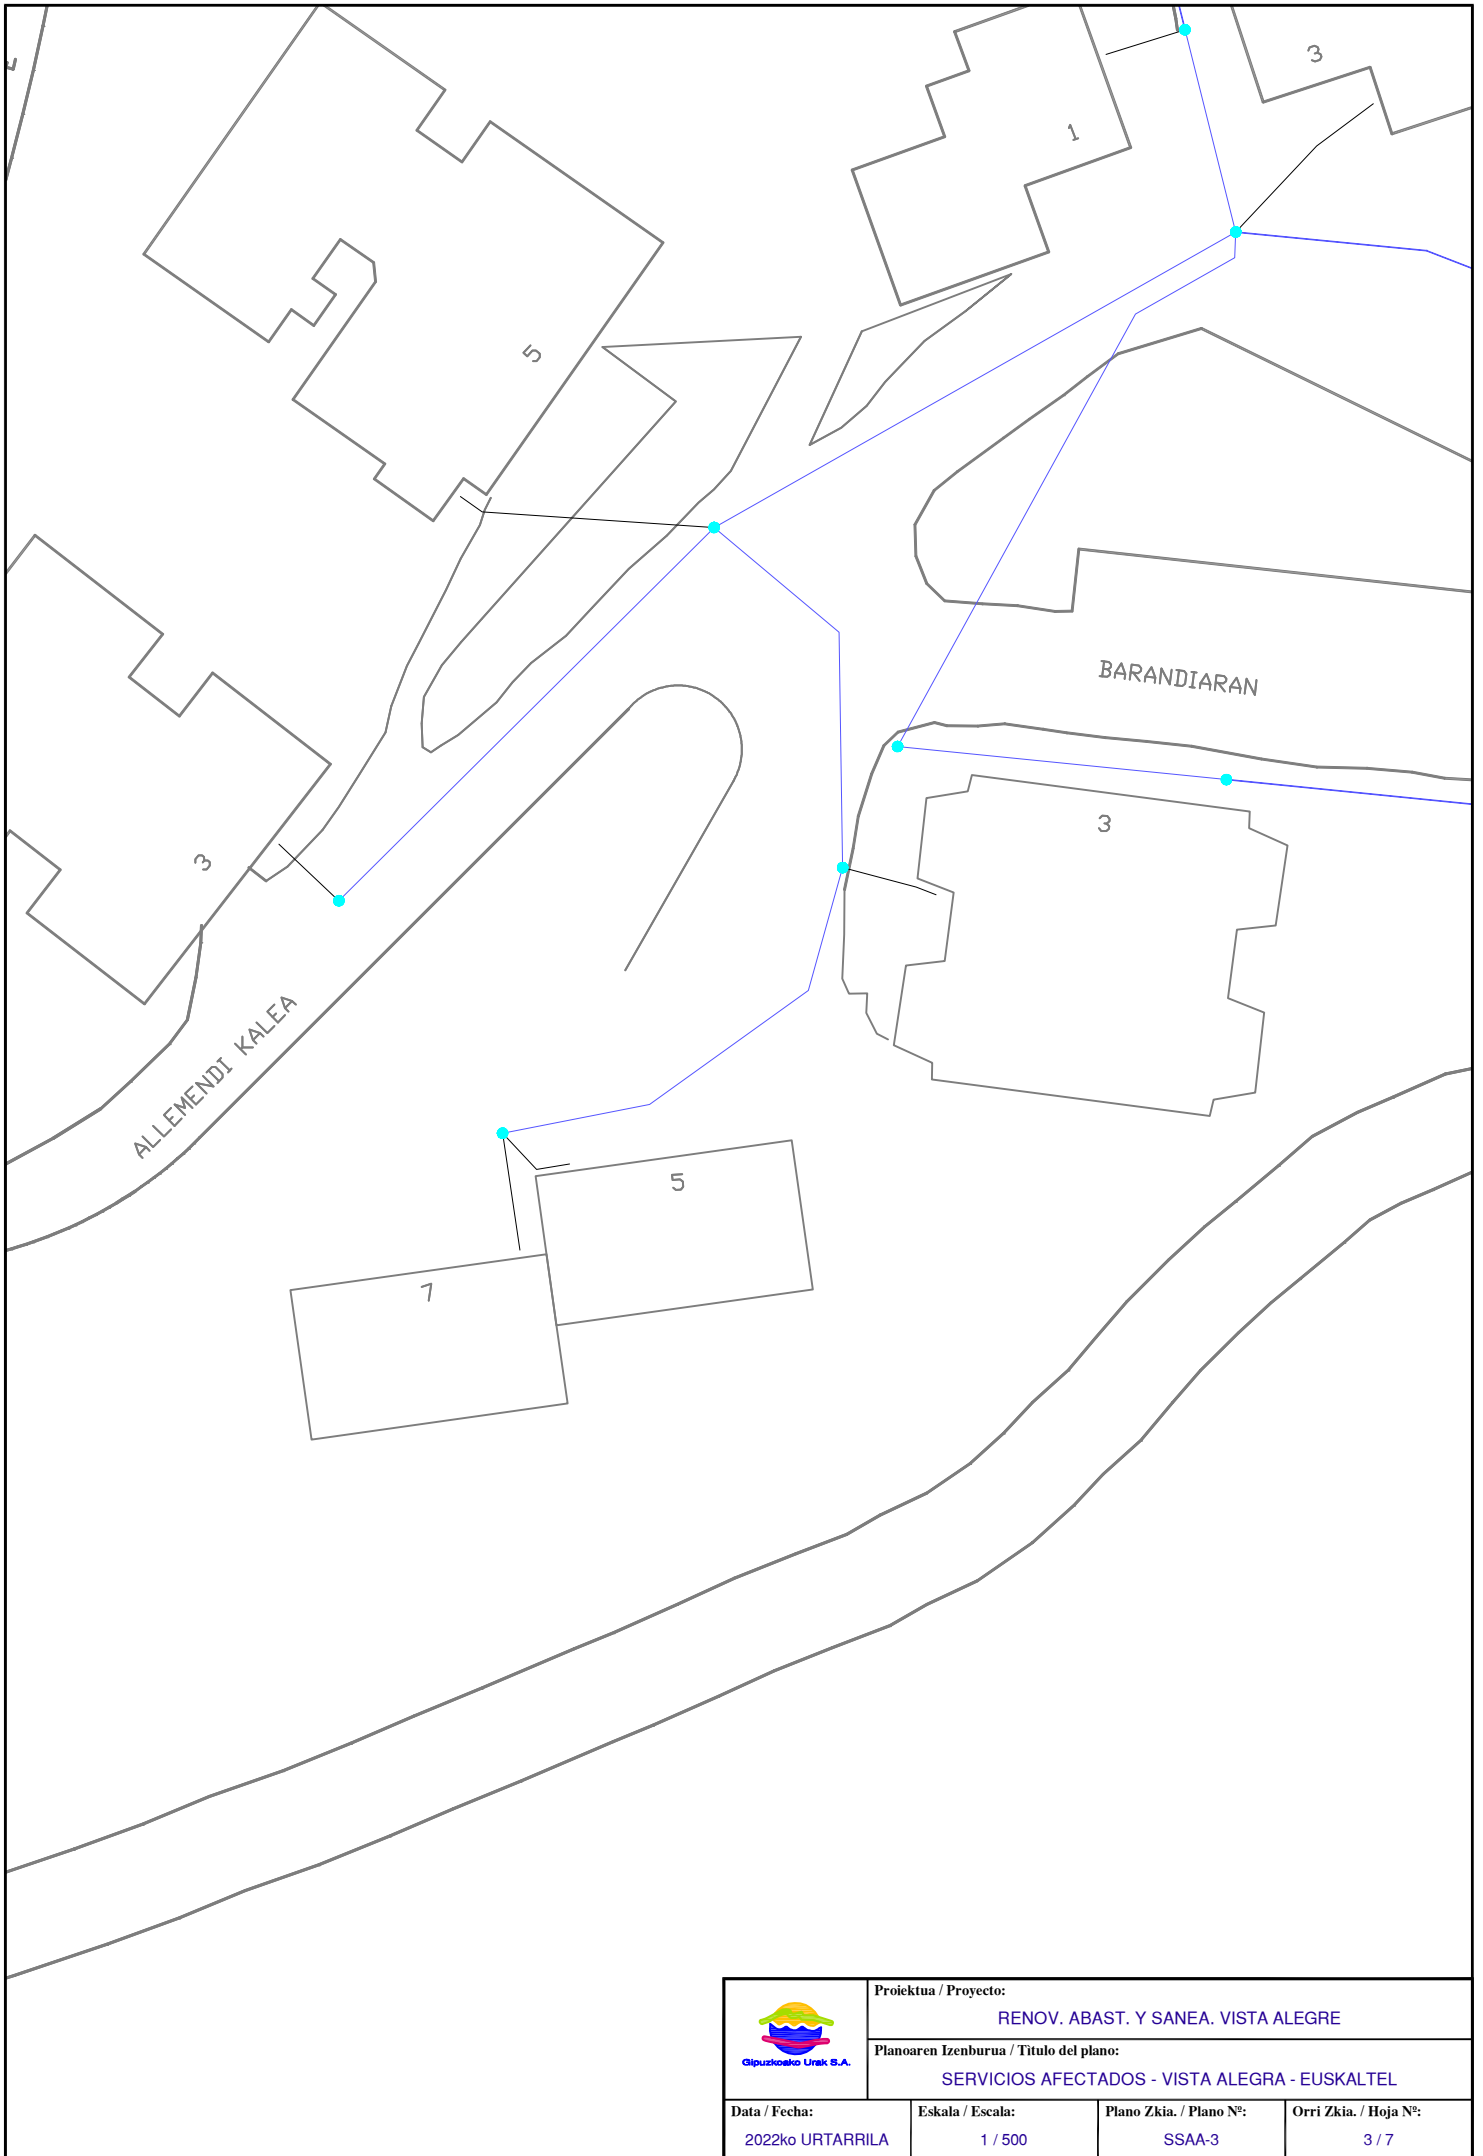 3
1
5
BARANDIARAN
3
3
ALLEMENDI KALEA
5
7
Gipuzkoako Urak S.A.
Proiektua / Proyecto:
RENOV. ABAST. Y SANEA. VISTA ALEGRE
Planoaren Izenburua / Titulo del plano:
SERVICIOS AFECTADOS - VISTA ALEGRA - EUSKALTEL
Data / Fecha:
2022ko URTARRILA
Eskala / Escala:
1 / 500
Plano Zkia. / Plano Nº:
SSAA-3
Orri Zkia. / Hoja Nº:
3 / 7